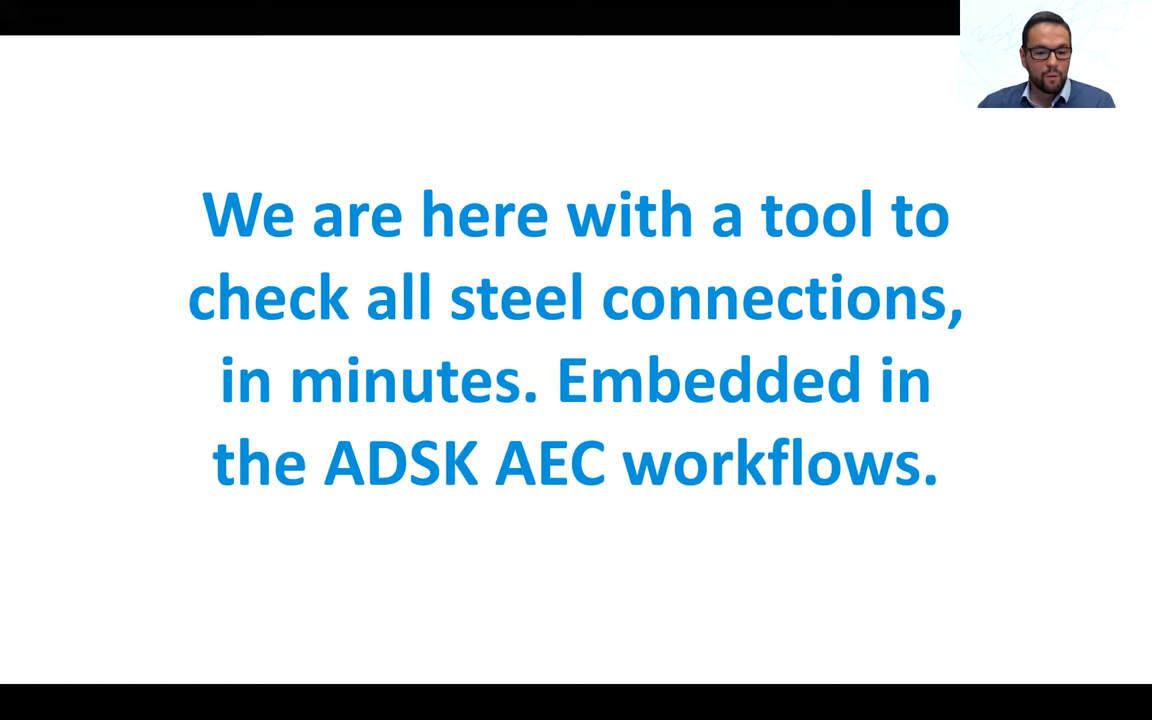 We are here with a tool to
check all steel connections,
in minutes. Embedded in
the ADSK AEC workflows.